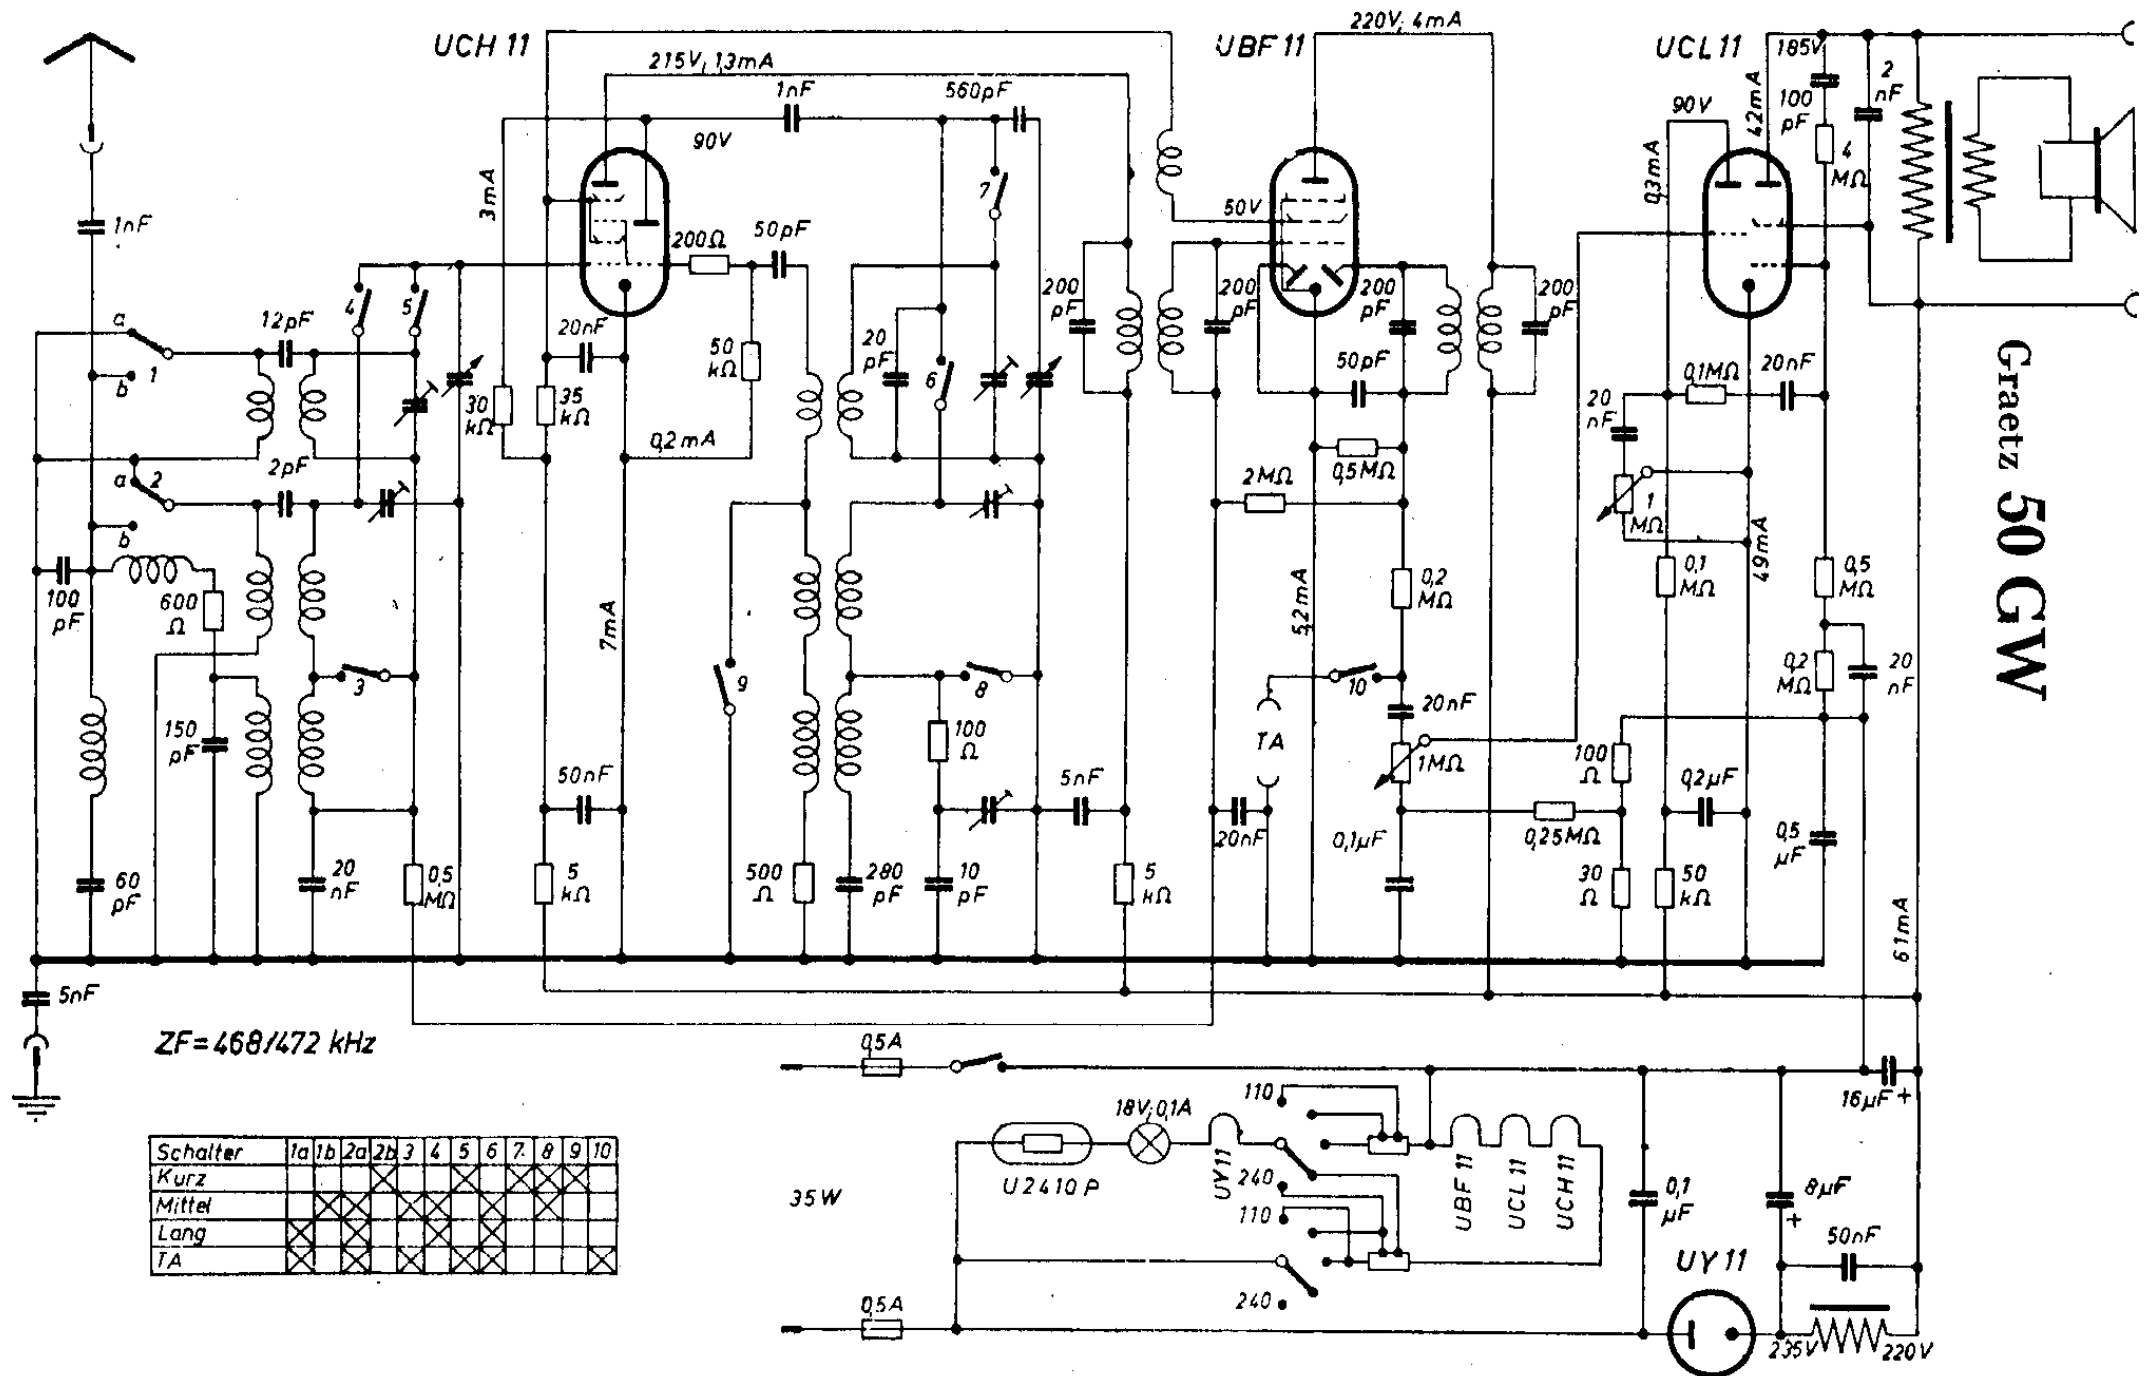 UCH 11
UBF 11
UCL 11
220V; 4mA
215V; 1,3mA
185V
90V
1nF
560pF
90V
42mA
100
pF
2
nF
4
MΩ
3mA
0,3mA
1nF
200Ω
50pF
7
50V
4
5
a
1
b
12pF
20nF
50
kΩ
20
pF
6
200
pF
200
pF
200
pF
200
pF
50pF
30
kΩ
35
kΩ
0,2mA
0,1MΩ
20nF
20
nF
1
MΩ
a
2
b
2pF
2MΩ
0,5MΩ
49mA
100
pF
600
Ω
7mA
5,2mA
0,2
MΩ
0,1
MΩ
0,5
MΩ
3
9
8
10
0,2
MΩ
20
nF
150
pF
100
Ω
TA
20nF
1MΩ
100
Ω
50nF
5nF
20nF
0,1µF
0,25MΩ
0,2µF
0,5
µF
60
pF
20
nF
0,5
MΩ
5
kΩ
500
Ω
280
pF
10
pF
5
kΩ
30
Ω
50
kΩ
61mA
5nF
ZF=468/472 kHz
Graetz 50 GW
0,5A
18V; 0,1A
110
240
110
240
U2410P
UY11
UBF 11
UCL 11
UCH 11
35W
0,5A
0,1
µF
8µF
+
16µF +
50nF
UY 11
235V
220V
Schalter 1a 1b 2a 2b 3 4 5 6 7 8 9 10
Kurz
Mittel
Lang
TA